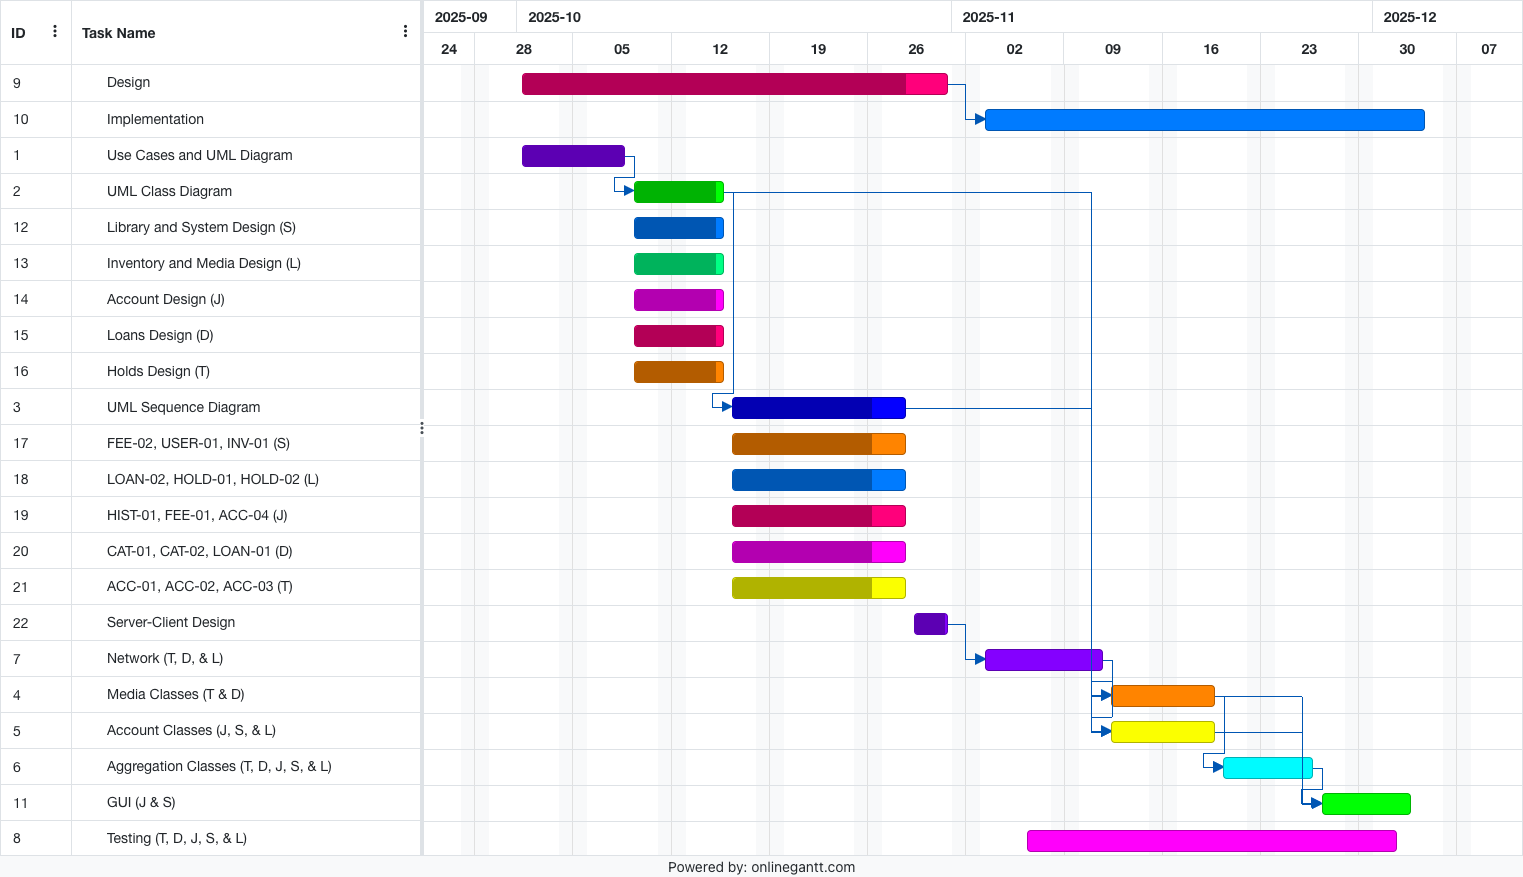 2025-09 2025-10 2025-11 2025-12
ID Task Name
24 28 05 12 19 26 02 09 16 23 30 07
9 Design
10 Implementation
1 Use Cases and UML Diagram
2 UML Class Diagram
12 Library and System Design (S)
13 Inventory and Media Design (L)
14 Account Design (J)
15 Loans Design (D)
16 Holds Design (T)
3 UML Sequence Diagram
17 FEE-02, USER-01, INV-01 (S)
18 LOAN-02, HOLD-01, HOLD-02 (L)
19 HIST-01, FEE-01, ACC-04 (J)
20 CAT-01, CAT-02, LOAN-01 (D)
21 ACC-01, ACC-02, ACC-03 (T)
22 Server-Client Design
7 Network (T, D, & L)
4 Media Classes (T & D)
5 Account Classes (J, S, & L)
6 Aggregation Classes (T, D, J, S, & L)
11 GUI (J & S)
8 Testing (T, D, J, S, & L)
Powered by: onlinegantt.com